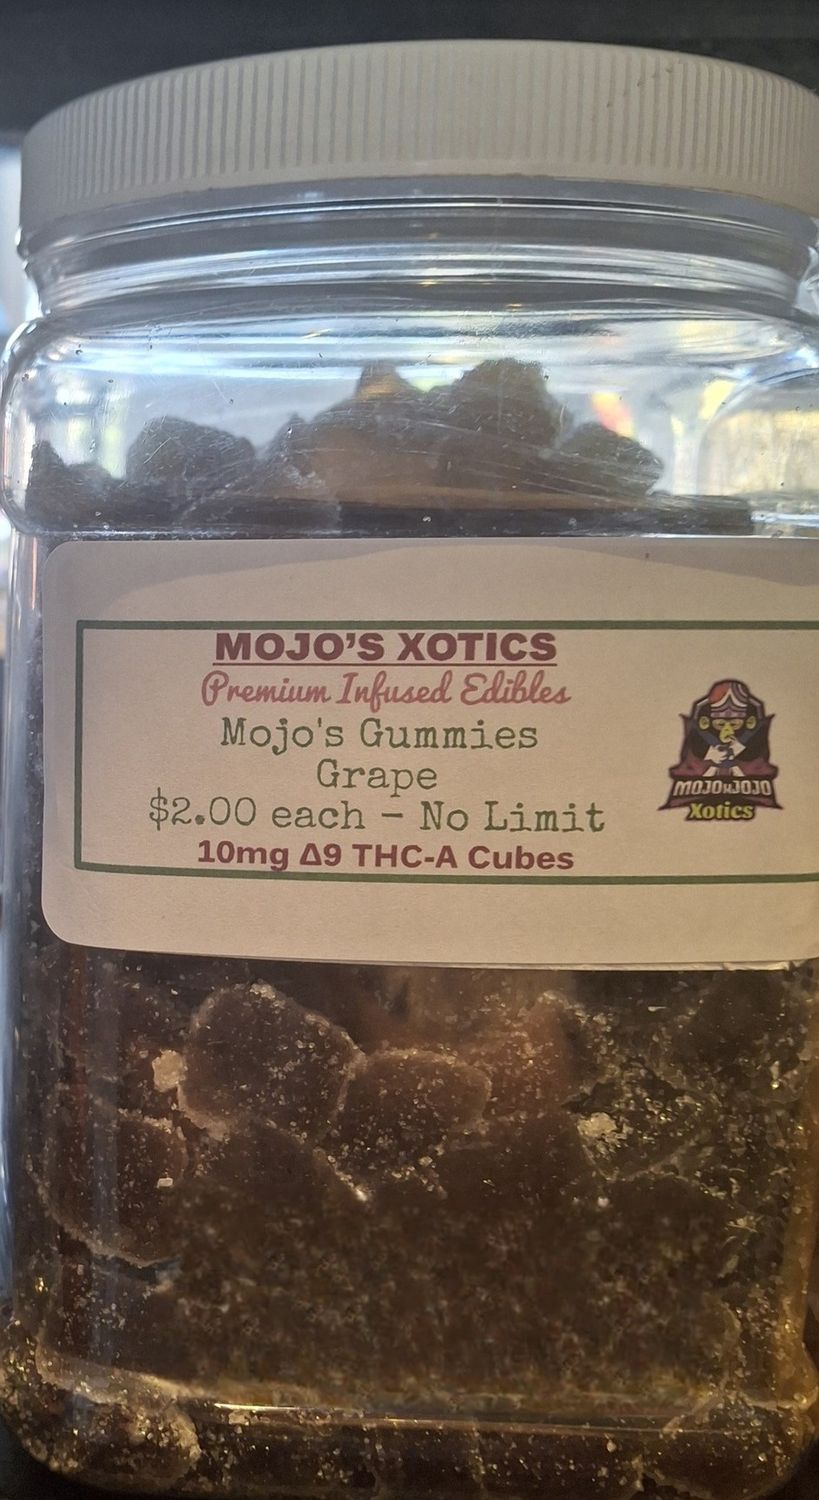 MOJO'S XOTICS
Premium Infused Edibles
Mojo's Gummies
Grape
$2.00 each – No Limit
10mg Δ9 THC-A Cubes
MOJO JOJO
Xotics